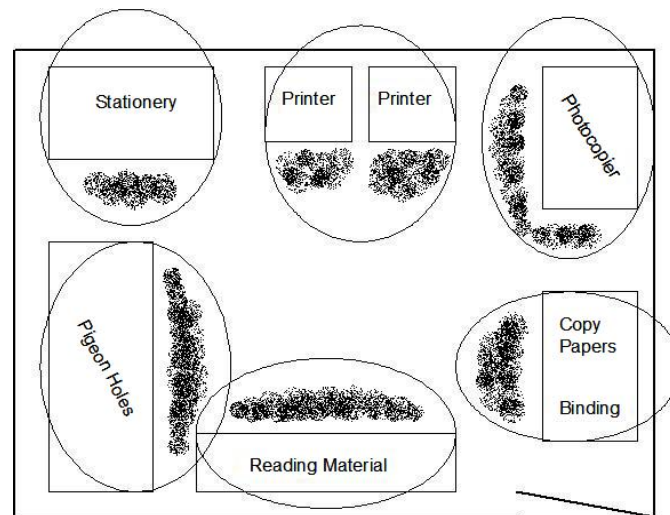 Stationery
Printer
Printer
Photocopier
Pigeon Holes
Copy
Papers
Binding
Reading Material